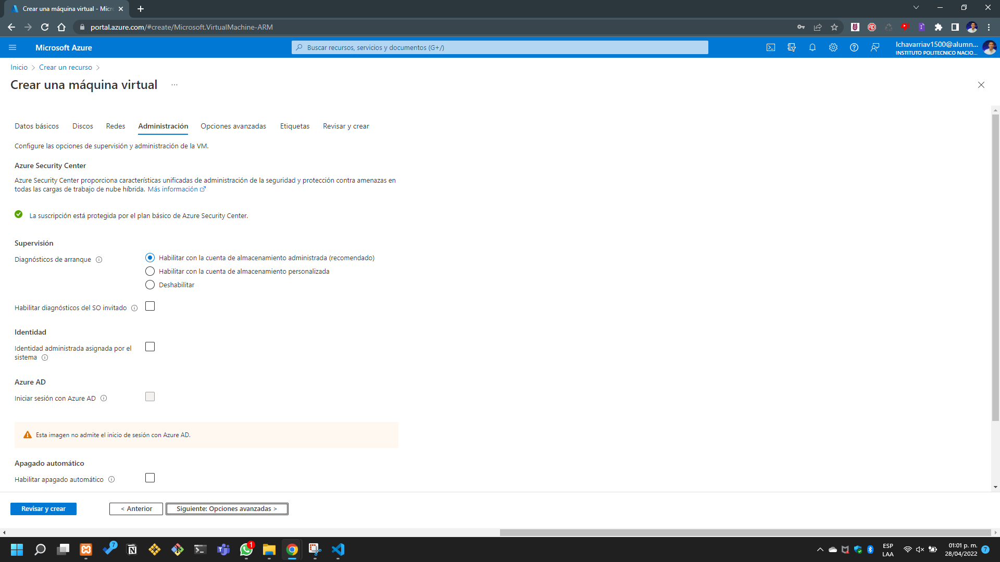 Crear una máquina virtual - Micr
portal.azure.com/#create/Microsoft.VirtualMachine-ARM
Microsoft Azure
Buscar recursos, servicios y documentos (G+/)
lchavarriav1500@alumn...
INSTITUTO POLITECNICO NACIO...
Inicio > Crear un recurso >
Crear una máquina virtual ...
Datos básicos Discos Redes Administración Opciones avanzadas Etiquetas Revisar y crear
Configure las opciones de supervisión y administración de la VM.
Azure Security Center
Azure Security Center proporciona características unificadas de administración de la seguridad y protección contra amenazas en
todas las cargas de trabajo de nube híbrida. Más información
La suscripción está protegida por el plan básico de Azure Security Center.
Supervisión
Diagnósticos de arranque
Habilitar con la cuenta de almacenamiento administrada (recomendado)
Habilitar con la cuenta de almacenamiento personalizada
Deshabilitar
Habilitar diagnósticos del SO invitado
Identidad
Identidad administrada asignada por el
sistema
Azure AD
Iniciar sesión con Azure AD
Esta imagen no admite el inicio de sesión con Azure AD.
Apagado automático
Habilitar apagado automático
Revisar y crear
< Anterior
Siguiente: Opciones avanzadas >
7
1
ESP
LAA
01:01 p. m.
28/04/2022
7